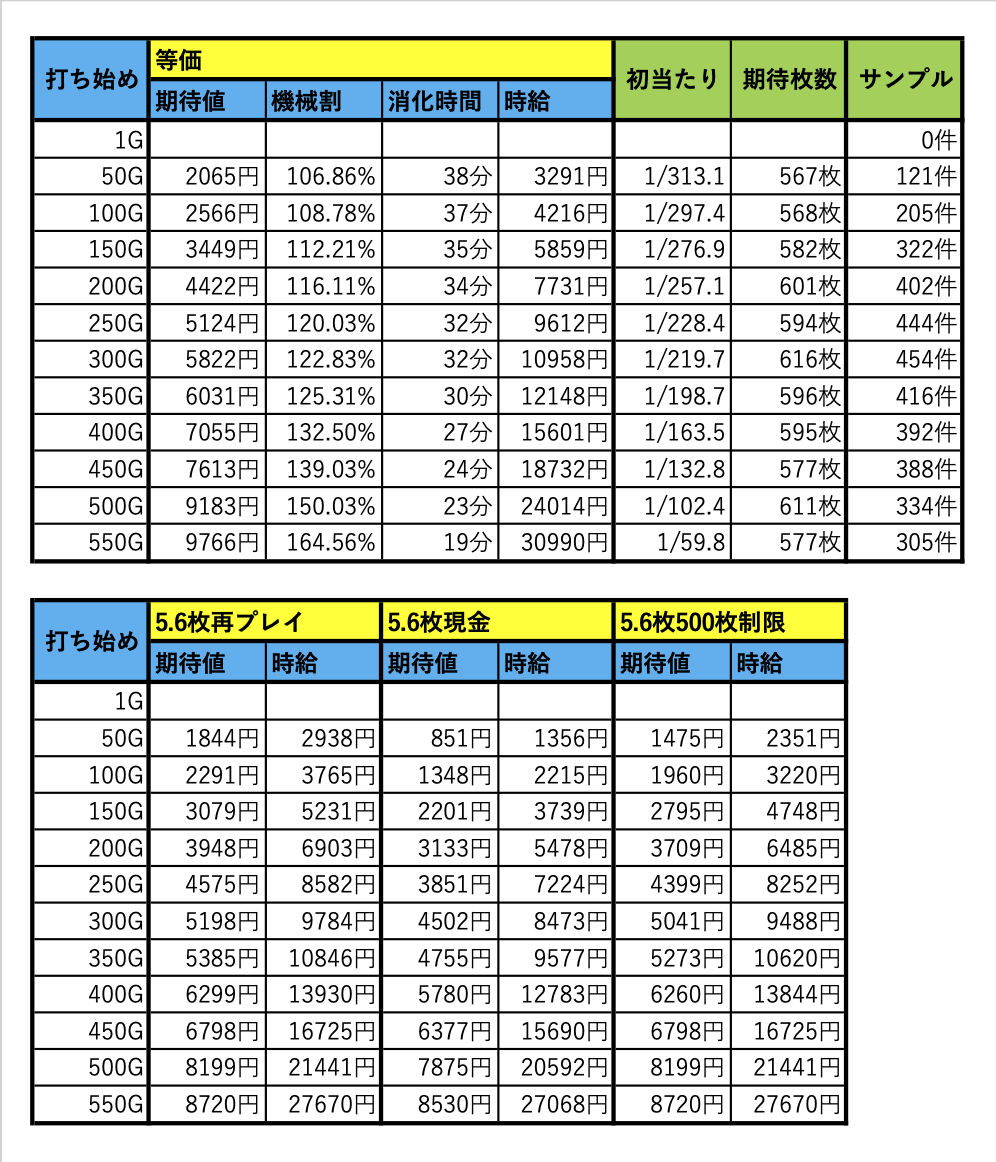 打ち始め 等価 初当たり 期待枚数 サンプル
期待値 機械割 消化時間 時給
1G 0件
50G 2065円 106.86% 38分 3291円 1/313.1 567枚 121件
100G 2566円 108.78% 37分 4216円 1/297.4 568枚 205件
150G 3449円 112.21% 35分 5859円 1/276.9 582枚 322件
200G 4422円 116.11% 34分 7731円 1/257.1 601枚 402件
250G 5124円 120.03% 32分 9612円 1/228.4 594枚 444件
300G 5822円 122.83% 32分 10958円 1/219.7 616枚 454件
350G 6031円 125.31% 30分 12148円 1/198.7 596枚 416件
400G 7055円 132.50% 27分 15601円 1/163.5 595枚 392件
450G 7613円 139.03% 24分 18732円 1/132.8 577枚 388件
500G 9183円 150.03% 23分 24014円 1/102.4 611枚 334件
550G 9766円 164.56% 19分 30990円 1/59.8 577枚 305件
打ち始め 5.6枚再プレイ 5.6枚現金 5.6枚500枚制限
期待値 時給 期待値 時給 期待値 時給
1G
50G 1844円 2938円 851円 1356円 1475円 2351円
100G 2291円 3765円 1348円 2215円 1960円 3220円
150G 3079円 5231円 2201円 3739円 2795円 4748円
200G 3948円 6903円 3133円 5478円 3709円 6485円
250G 4575円 8582円 3851円 7224円 4399円 8252円
300G 5198円 9784円 4502円 8473円 5041円 9488円
350G 5385円 10846円 4755円 9577円 5273円 10620円
400G 6299円 13930円 5780円 12783円 6260円 13844円
450G 6798円 16725円 6377円 15690円 6798円 16725円
500G 8199円 21441円 7875円 20592円 8199円 21441円
550G 8720円 27670円 8530円 27068円 8720円 27670円